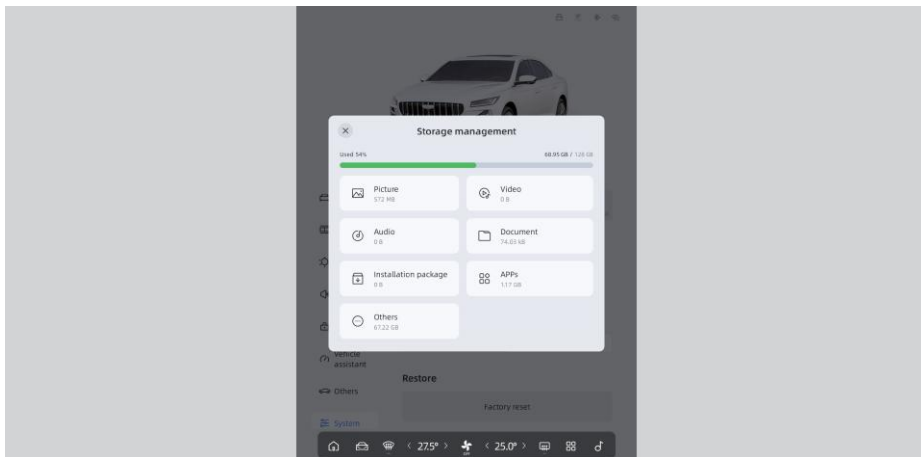 Storage management
Used 54%
68.95 GB / 128 GB
Picture
572 MB
Video
0 B
Audio
0 B
Document
74.03 kB
Installation package
0 B
APPs
1.17 GB
Others
67.22 GB
Vehicle
assistant
Others
System
Restore
Factory reset
< 27.5° >
OFF
< 25.0° >